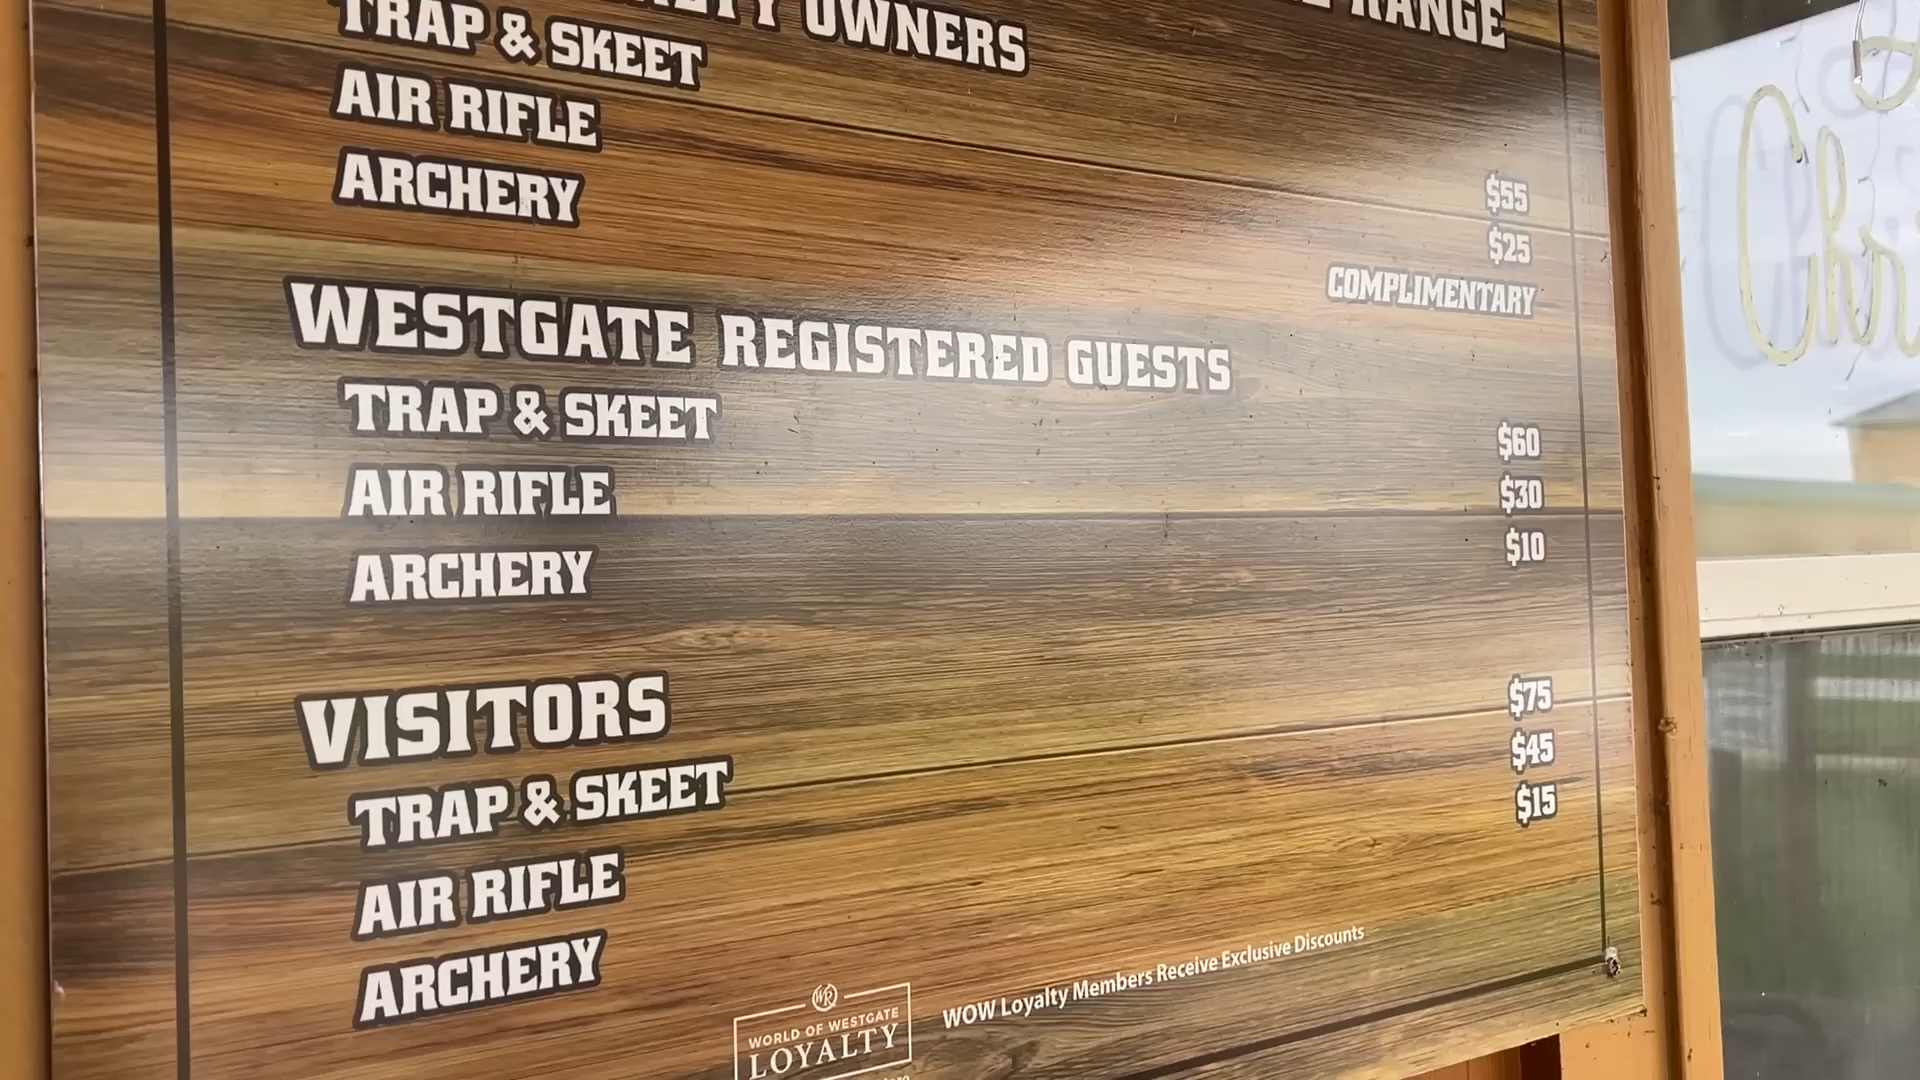 OWNERS
RANGE
TRAP & SKEET $55
AIR RIFLE $25
ARCHERY COMPLIMENTARY
WESTGATE REGISTERED GUESTS
TRAP & SKEET $60
AIR RIFLE $30
ARCHERY $10
VISITORS
TRAP & SKEET $75
AIR RIFLE $45
ARCHERY $15
WR
WORLD OF WESTGATE
LOYALTY
WOW Loyalty Members Receive Exclusive Discounts